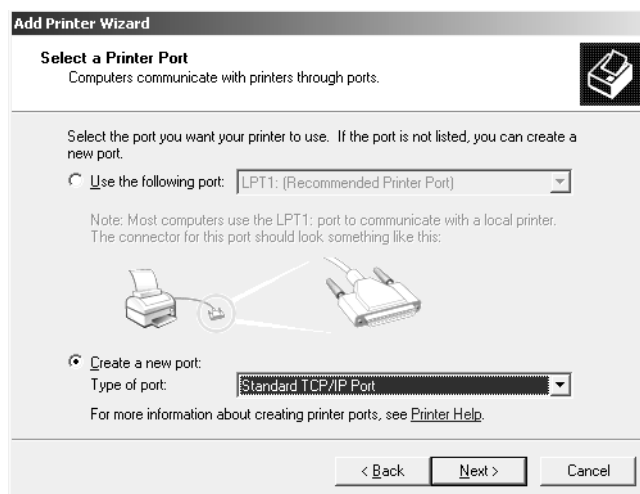 Add Printer Wizard
Select a Printer Port
Computers communicate with printers through ports.
Select the port you want your printer to use. If the port is not listed, you can create a
new port.
Use the following port: LPT1: (Recommended Printer Port)
Note: Most computers use the LPT1: port to communicate with a local printer.
The connector for this port should look something like this:
Create a new port:
Type of port: Standard TCP/IP Port
For more information about creating printer ports, see Printer Help.
< Back Next > Cancel